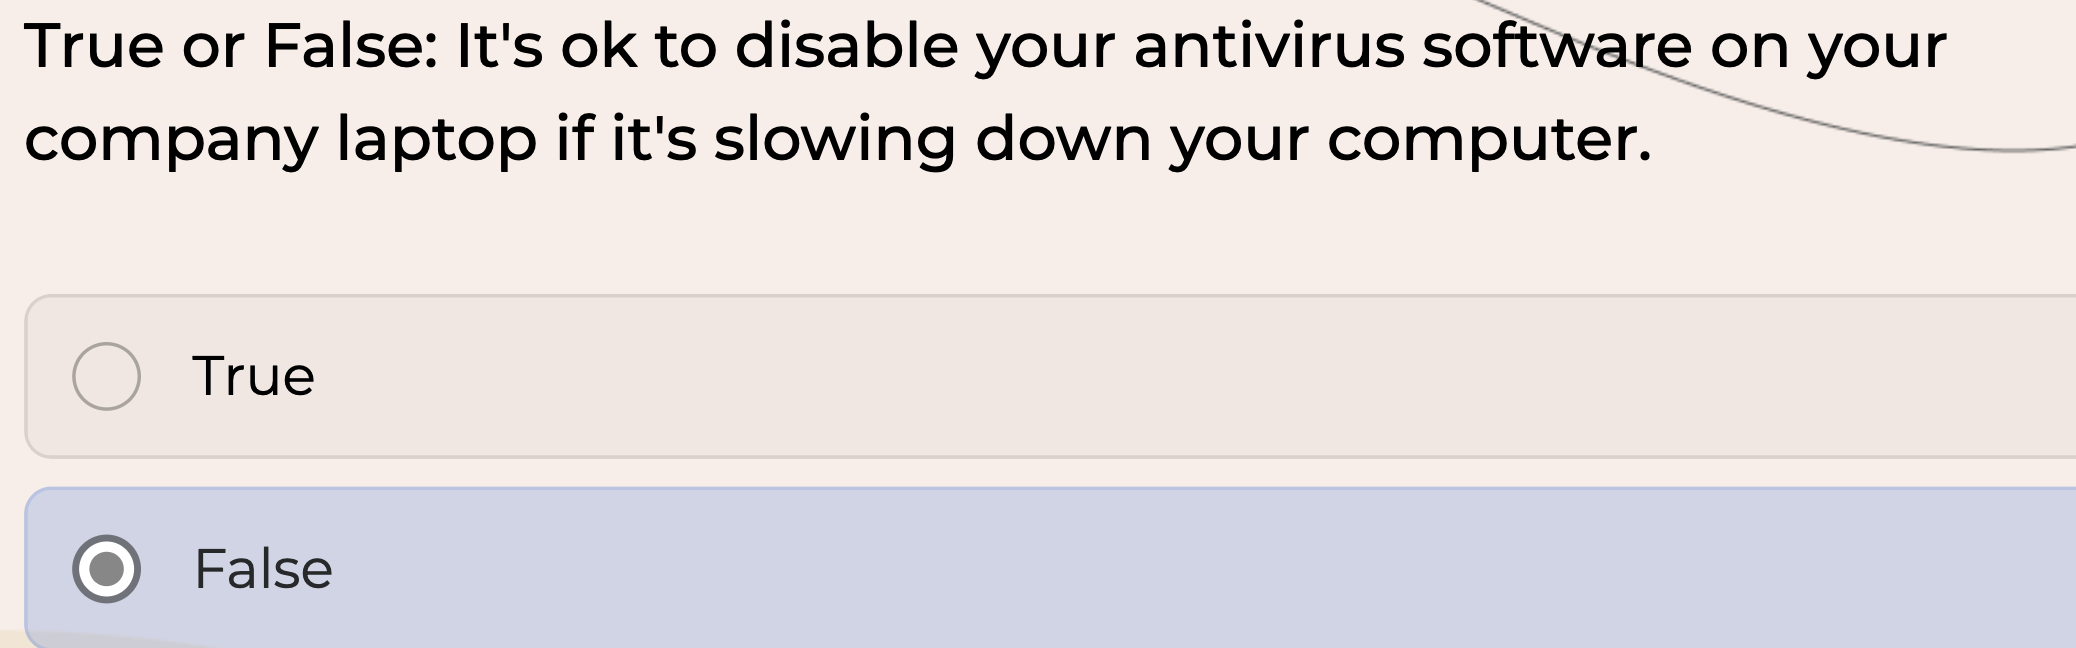 True or False: It's ok to disable your antivirus software on your
company laptop if it's slowing down your computer.
True
False